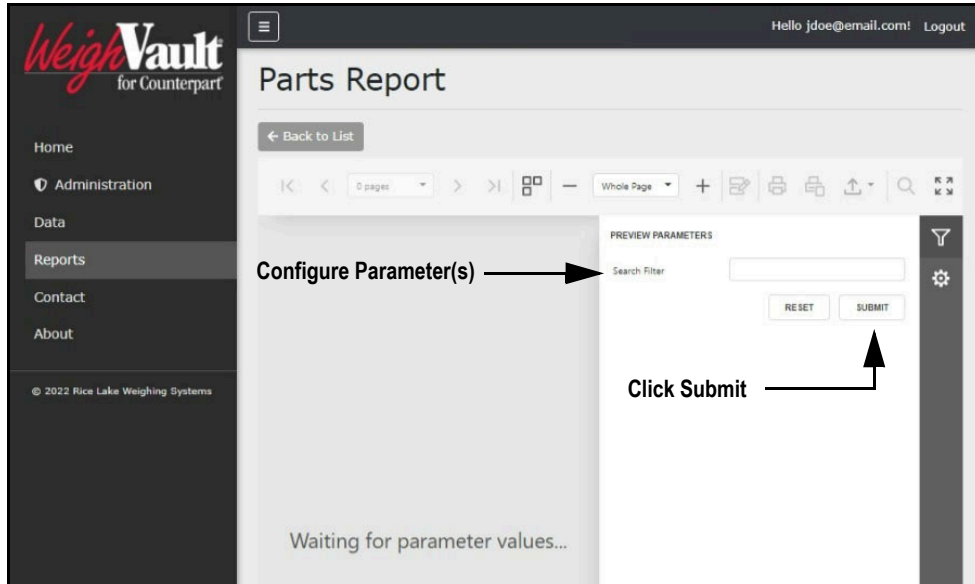 WeighVault
for Counterpart
Home
Administration
Data
Reports
Contact
About
© 2022 Rice Lake Weighing Systems
Hello jdoe@email.com! Logout
Parts Report
← Back to List
0 pages
Whole Page
PREVIEW PARAMETERS
Configure Parameter(s)
Search Filter
RESET SUBMIT
Click Submit
Waiting for parameter values...